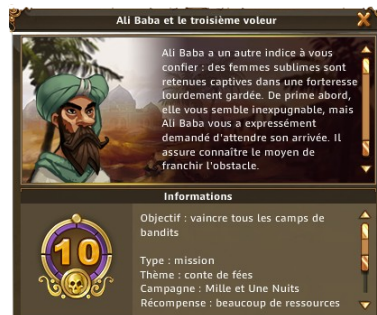 Ali Baba et le troisième voleur
Ali Baba a un autre indice à vous
confier : des femmes sublimes sont
retenues captives dans une forteresse
lourdement gardée. De prime abord,
elle vous semble inexpugnable, mais
Ali Baba vous a expressément
demandé d'attendre son arrivée. Il
assure connaître le moyen de
franchir l'obstacle.
Informations
10
Objectif : vaincre tous les camps de
bandits
Type : mission
Thème : conte de fées
Campagne : Mille et Une Nuits
Récompense : beaucoup de ressources